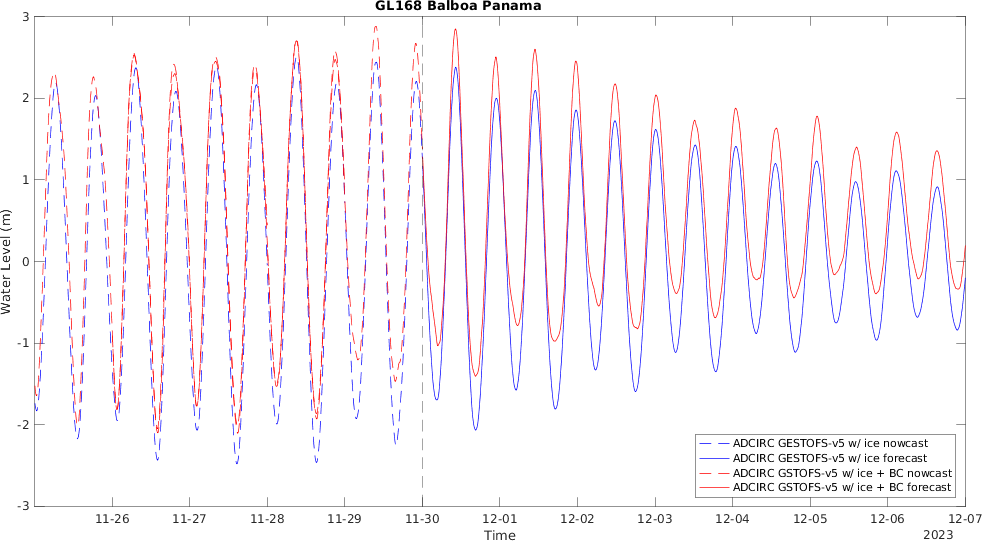 GL168 Balboa Panama
3
2
1
0
-1
-2
-3
Water Level (m)
11-26
11-27
11-28
11-29
11-30
12-01
12-02
12-03
12-04
12-05
12-06
12-07
Time
2023
ADCIRC GESTOFS-v5 w/ ice nowcast
ADCIRC GESTOFS-v5 w/ ice forecast
ADCIRC GSTOFS-v5 w/ ice + BC nowcast
ADCIRC GSTOFS-v5 w/ ice + BC forecast